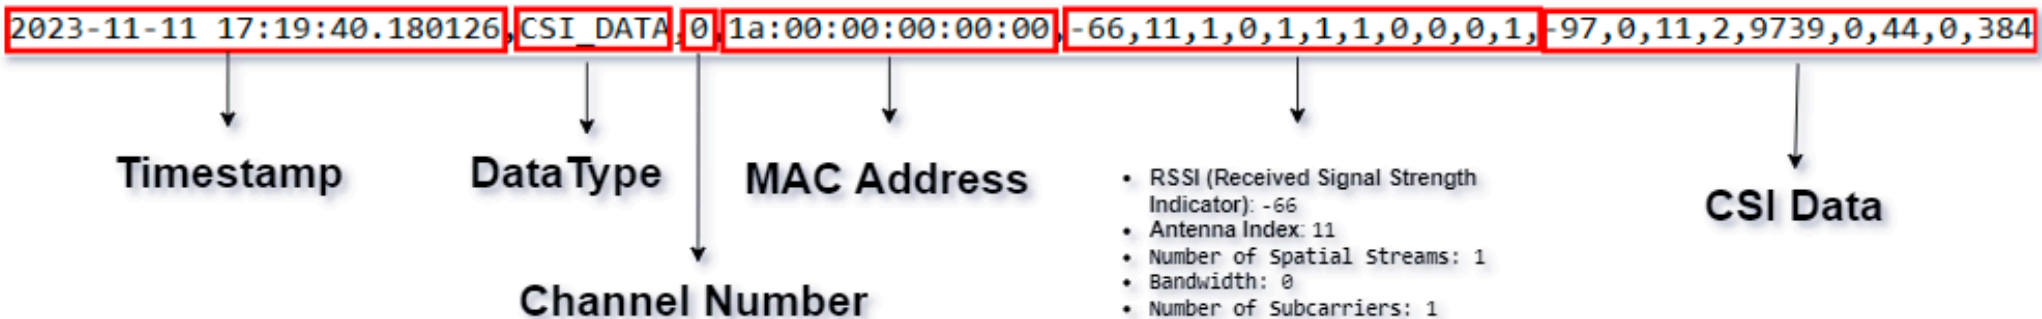 2023-11-11 17:19:40.180126,CSI_DATA,0,1a:00:00:00:00:00,-66,11,1,0,1,1,1,0,0,0,1,-97,0,11,2,9739,0,44,0,384
Timestamp
DataType
MAC Address
• RSSI (Received Signal Strength
Indicator): -66
• Antenna Index: 11
• Number of Spatial Streams: 1
• Bandwidth: 0
• Number of Subcarriers: 1
CSI Data
Channel Number